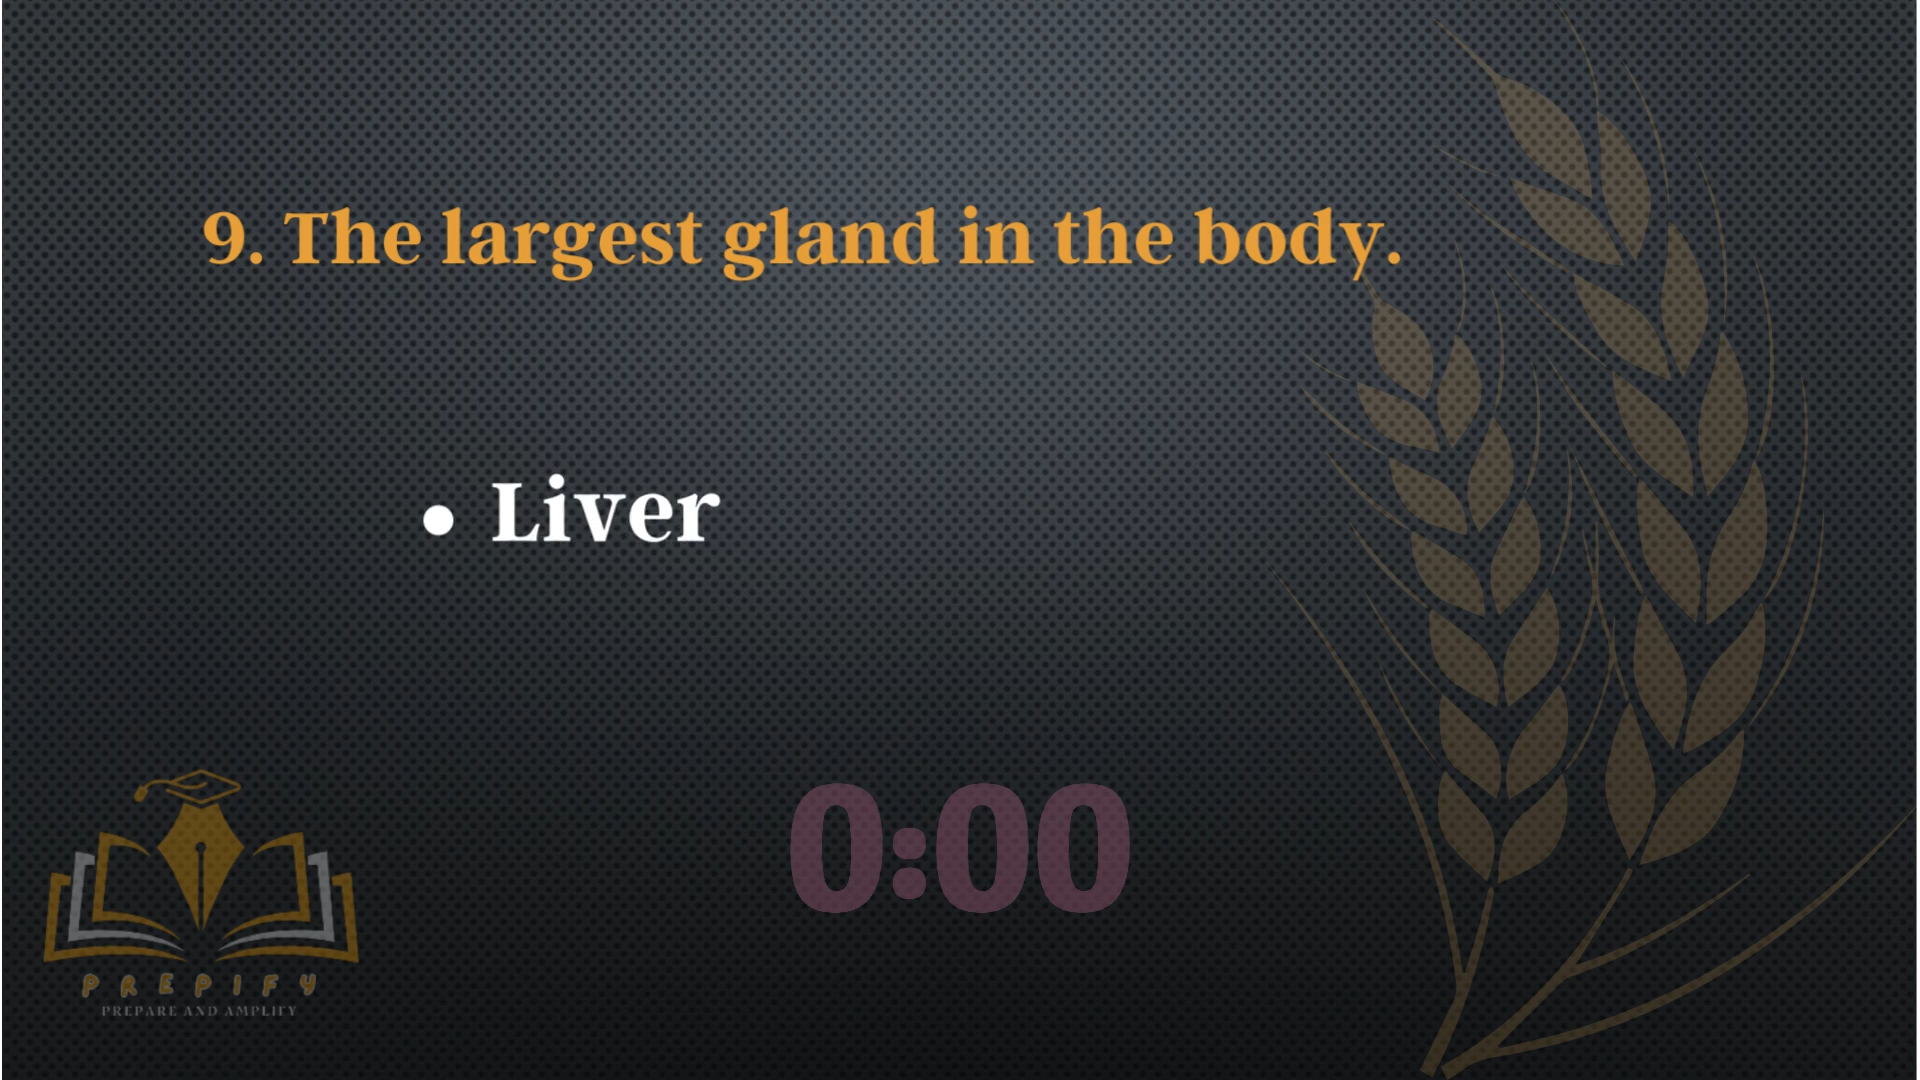 9. The largest gland in the body.
• Liver
0:00
PREPIFY
PREPARE AND AMPLIFY